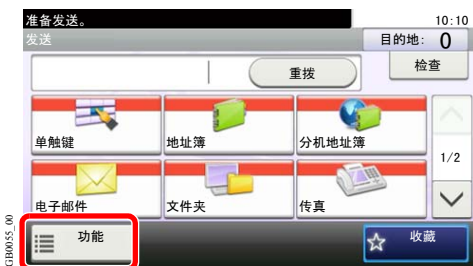 准备发送。 10:10
发送 目的地: 0
重拨 检查
单触键 地址簿 分机地址簿
1/2
电子邮件 文件夹 传真
功能 收藏
GB0055_00